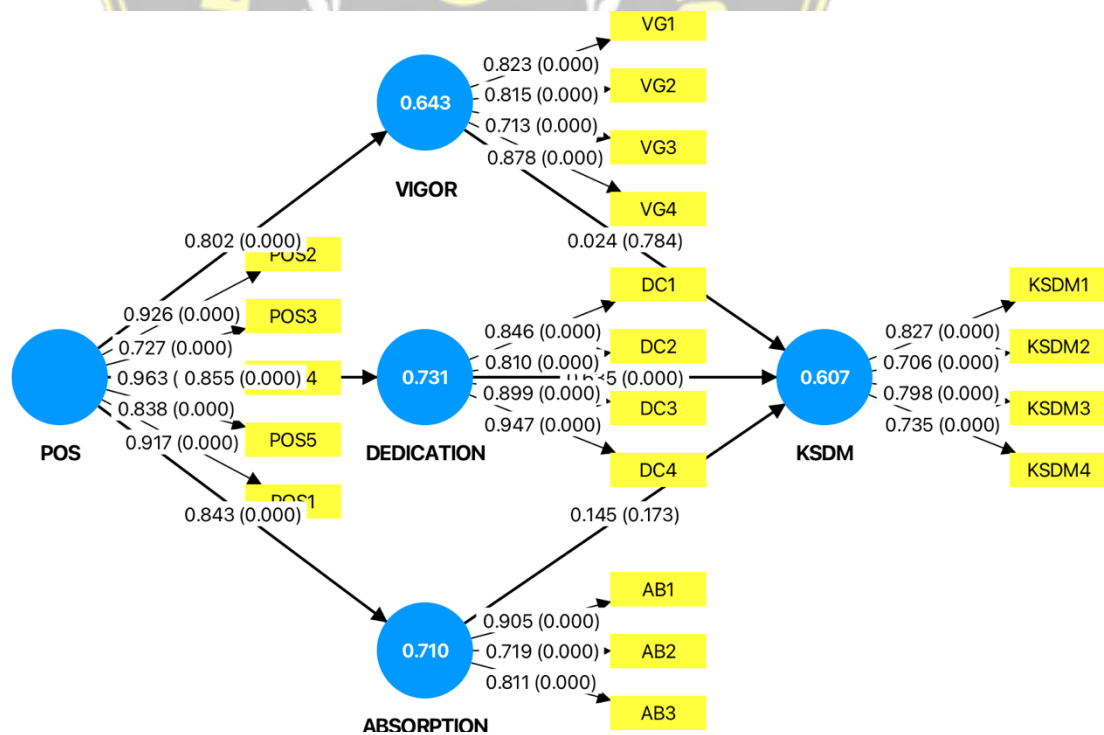 VG1
0.823 (0.000)
VG2
0.815 (0.000)
0.713 (0.000)
VG3
0.878 (0.000)
0.643
VIGOR
VG4
0.802 (0.000)
0.024 (0.784)
POS2
0.926 (0.000)
POS3
0.727 (0.000)
0.963 (
0.855 (0.000)
4
0.838 (0.000)
POS5
0.917 (0.000)
POS1
POS
0.843 (0.000)
DC1
0.846 (0.000)
DC2
0.810 (0.000)
5 (0.000)
0.899 (0.000)
DC3
0.947 (0.000)
DC4
0.731
DEDICATION
0.145 (0.173)
KSDM1
0.827 (0.000)
KSDM2
0.706 (0.000)
0.798 (0.000)
KSDM3
0.735 (0.000)
KSDM4
0.607
KSDM
AB1
0.905 (0.000)
0.719 (0.000)
AB2
0.811 (0.000)
AB3
0.710
ABSORPTION